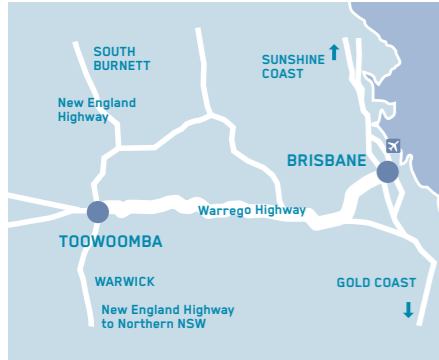 SOUTH
BURNETT
SUNSHINE
COAST
New England
Highway
BRISBANE
Warrego Highway
TOOWOOMBA
WARWICK
GOLD COAST
New England Highway
to Northern NSW